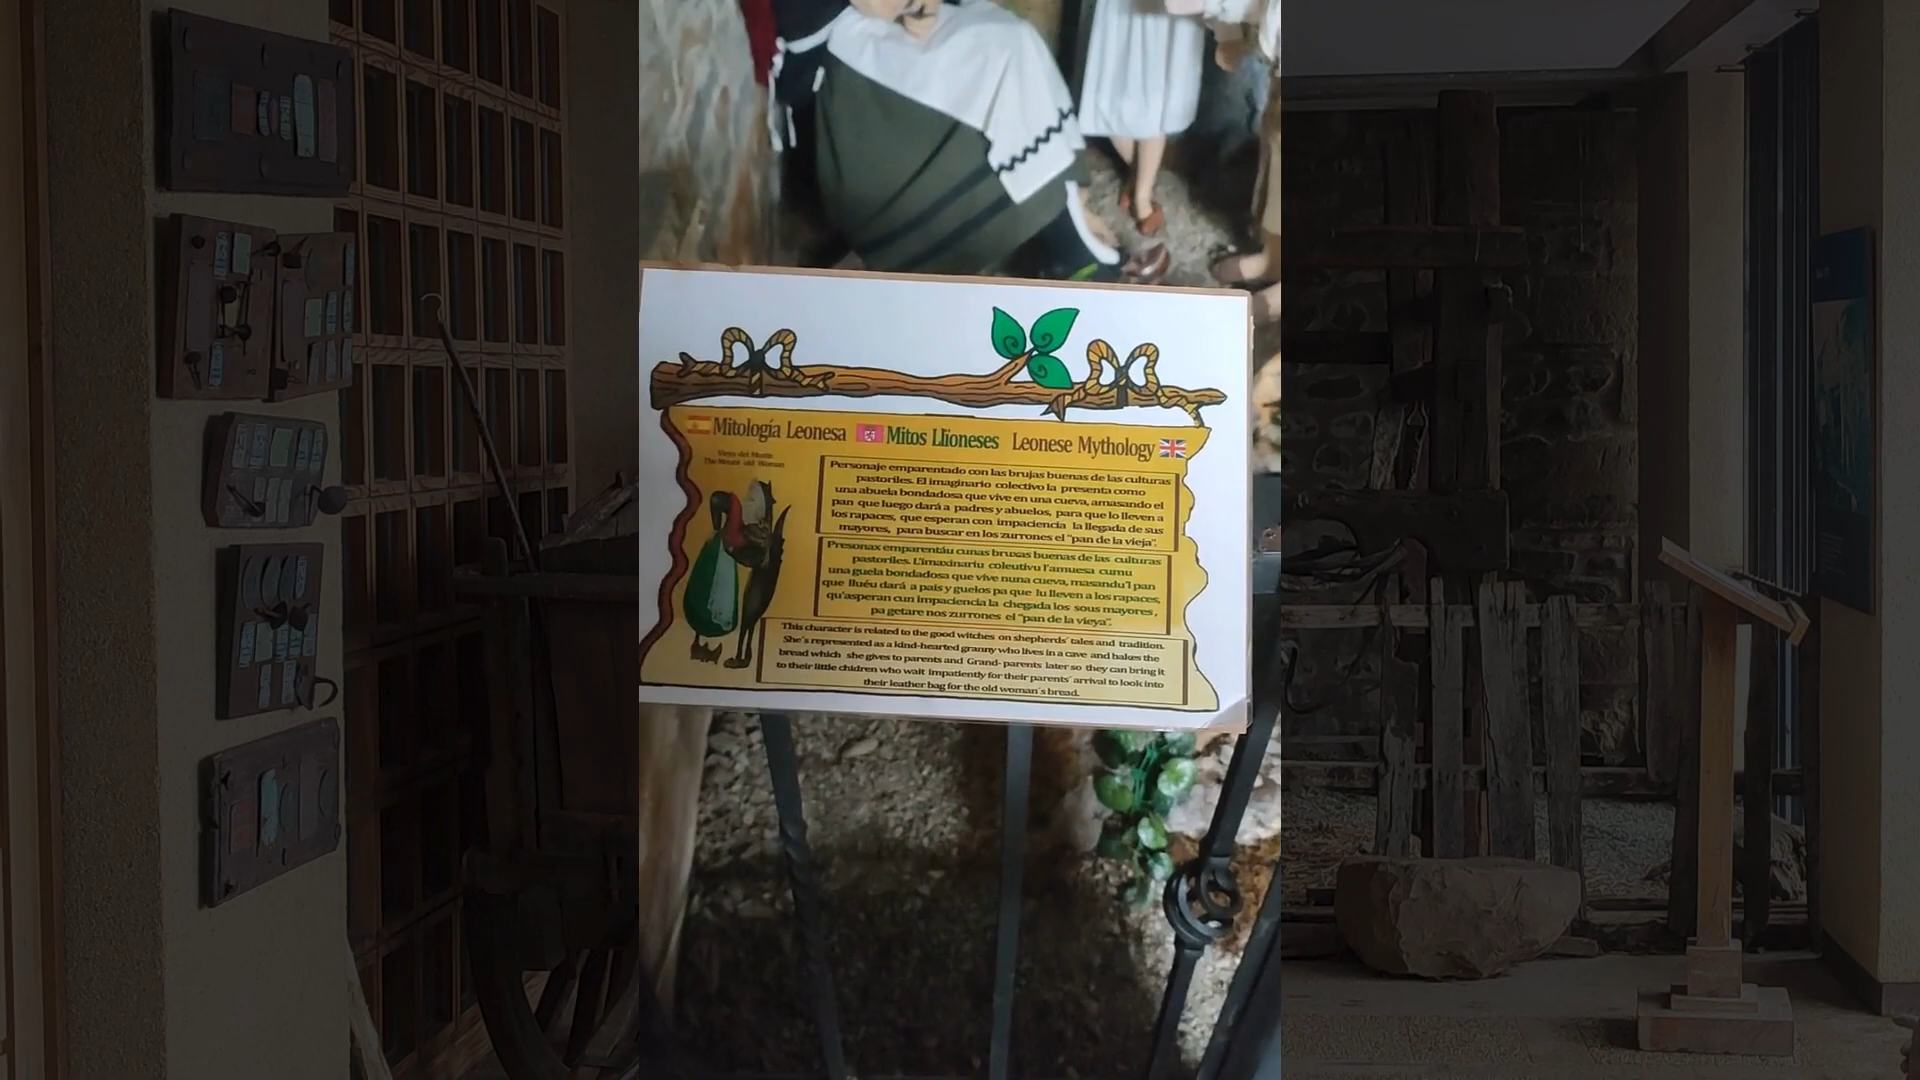 Mitología Leonesa Mitos Llïoneses Leonese Mythology
Vieya del Monte
The Mount old Woman
Personaje emparentado con las brujas buenas de las culturas
pastoriles. El imaginario colectivo la presenta como
una abuela bondadosa que vive en una cueva, amasando el
pan que luego dará a padres y abuelos, para que lo lleven a
los rapaces, que esperan con impaciencia la llegada de sus
mayores, para buscar en los zurrones el "pan de la vieja".
Presonax emparentáu cunas bruxas buenas de las culturas
pastoriles. L'imaxinariu coleutivu l'amuesa cumu
una guela bondadosa que vive nuna cueva, masandu'l pan
que lluéu dará a pais y guelos pa que lu lleven a los rapaces,
qu'asperan cun impaciencia la chegada los sous mayores,
pa getare nos zurrones el "pan de la vieya".
This character is related to the good witches on shepherds' tales and tradition.
She's represented as a kind-hearted granny who lives in a cave and bakes the
bread which she gives to parents and Grand-parents later so they can bring it
to their little chidren who wait impatiently for their parents' arrival to look into
their leather bag for the old woman's bread.